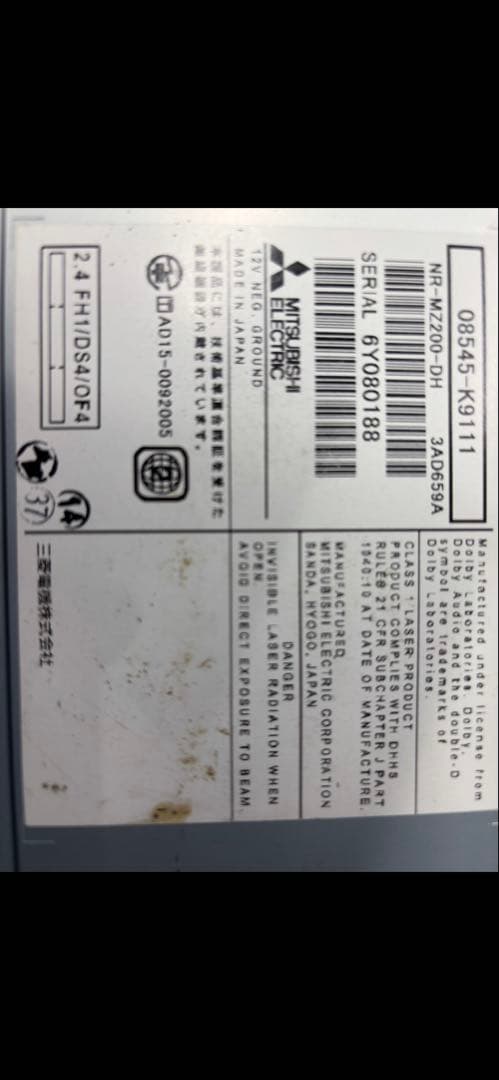 08545-K9111
NR-MZ200-DH 3AD659A
SERIAL 6Y080188
MITSUBISHI
ELECTRIC
12V NEG. GROUND
MADE IN JAPAN
本製品には、技術基準適合認証を受けた
無線設備が内蔵されています。
T AD15-0092005
2.4 FH1/DS4/OF4
14
37
Manufactured under license from
Dolby Laboratories. Dolby,
Dolby Audio and the double-D
symbol are trademarks of
Dolby Laboratories.
CLASS 1 LASER PRODUCT
PRODUCT COMPLIES WITH DHHS
RULES 21 CFR SUBCHAPTER J PART
1040.10 AT DATE OF MANUFACTURE.
MANUFACTURED
MITSUBISHI ELECTRIC CORPORATION
SANDA, HYOGO, JAPAN
DANGER
INVISIBLE LASER RADIATION WHEN
OPEN.
AVOID DIRECT EXPOSURE TO BEAM.
三菱電機株式会社